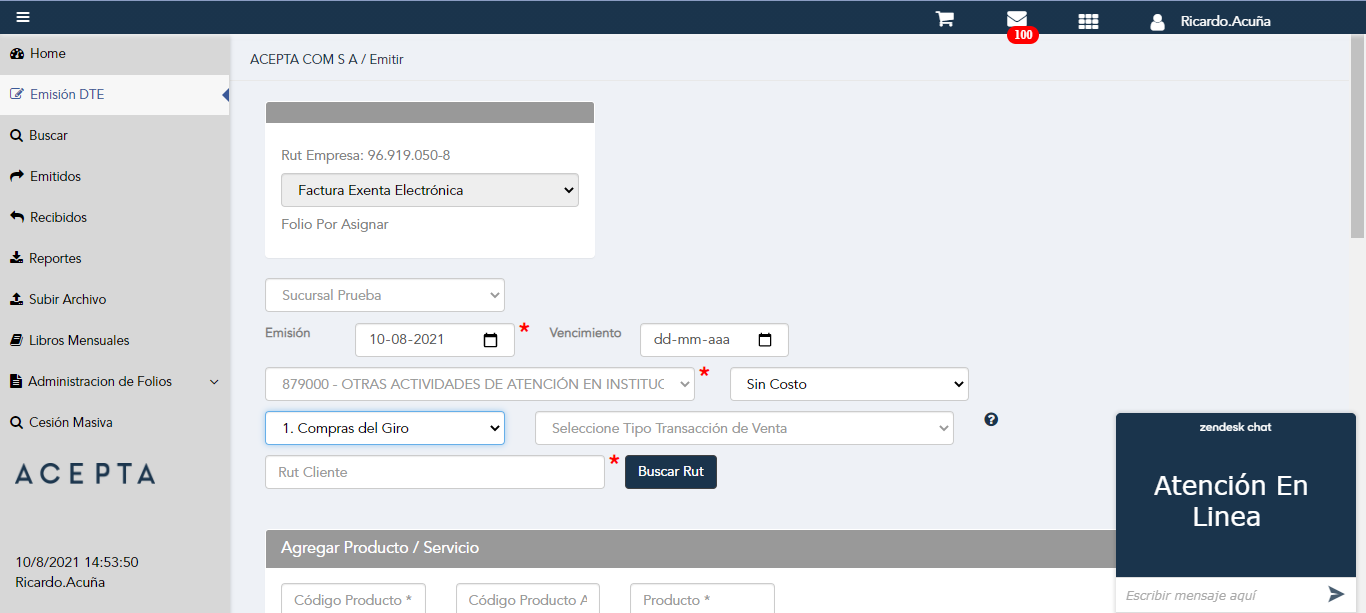 100
Ricardo.Acuña
Home
Emisión DTE
Buscar
Emitidos
Recibidos
Reportes
Subir Archivo
Libros Mensuales
Administracion de Folios
Cesión Masiva
ACEPTA
10/8/2021 14:53:50
Ricardo.Acuña
ACEPTA COM S A / Emitir
Rut Empresa: 96.919.050-8
Factura Exenta Electrónica
Folio Por Asignar
Sucursal Prueba
Emisión 10-08-2021 * Vencimiento dd-mm-aaa
879000 - OTRAS ACTIVIDADES DE ATENCIÓN EN INSTITUC * Sin Costo
1. Compras del Giro Seleccione Tipo Transacción de Venta ?
Rut Cliente * Buscar Rut
Agregar Producto / Servicio
Código Producto * Código Producto A Producto *
zendesk chat
Atención En
Linea
Escribir mensaje aquí